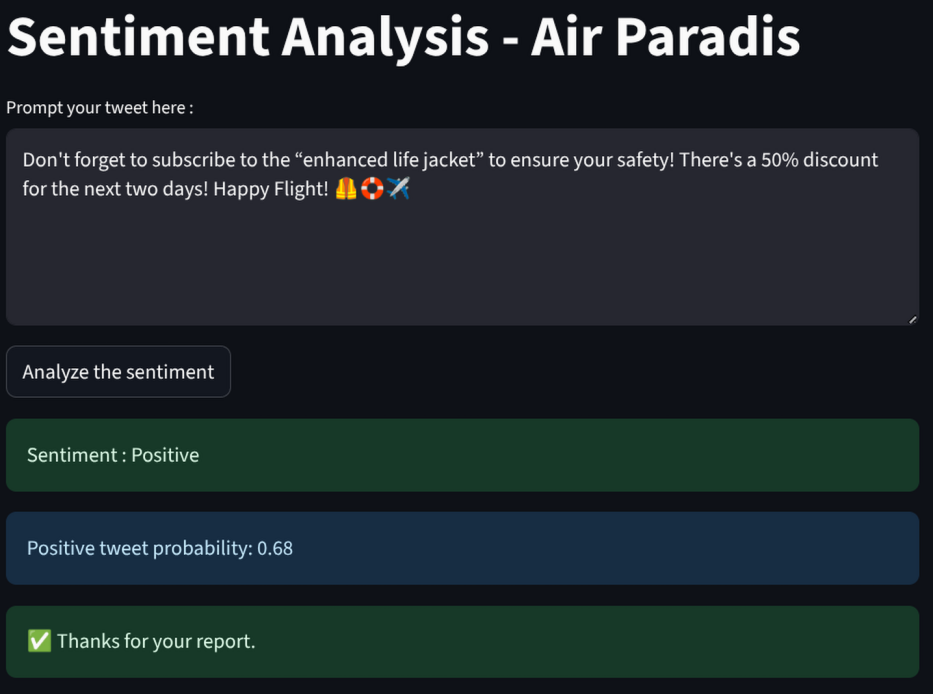 Sentiment Analysis - Air Paradis
Prompt your tweet here :
Don't forget to subscribe to the “enhanced life jacket” to ensure your safety! There's a 50% discount
for the next two days! Happy Flight! 🦺🛟✈️
Analyze the sentiment
Sentiment : Positive
Positive tweet probability: 0.68
✅ Thanks for your report.